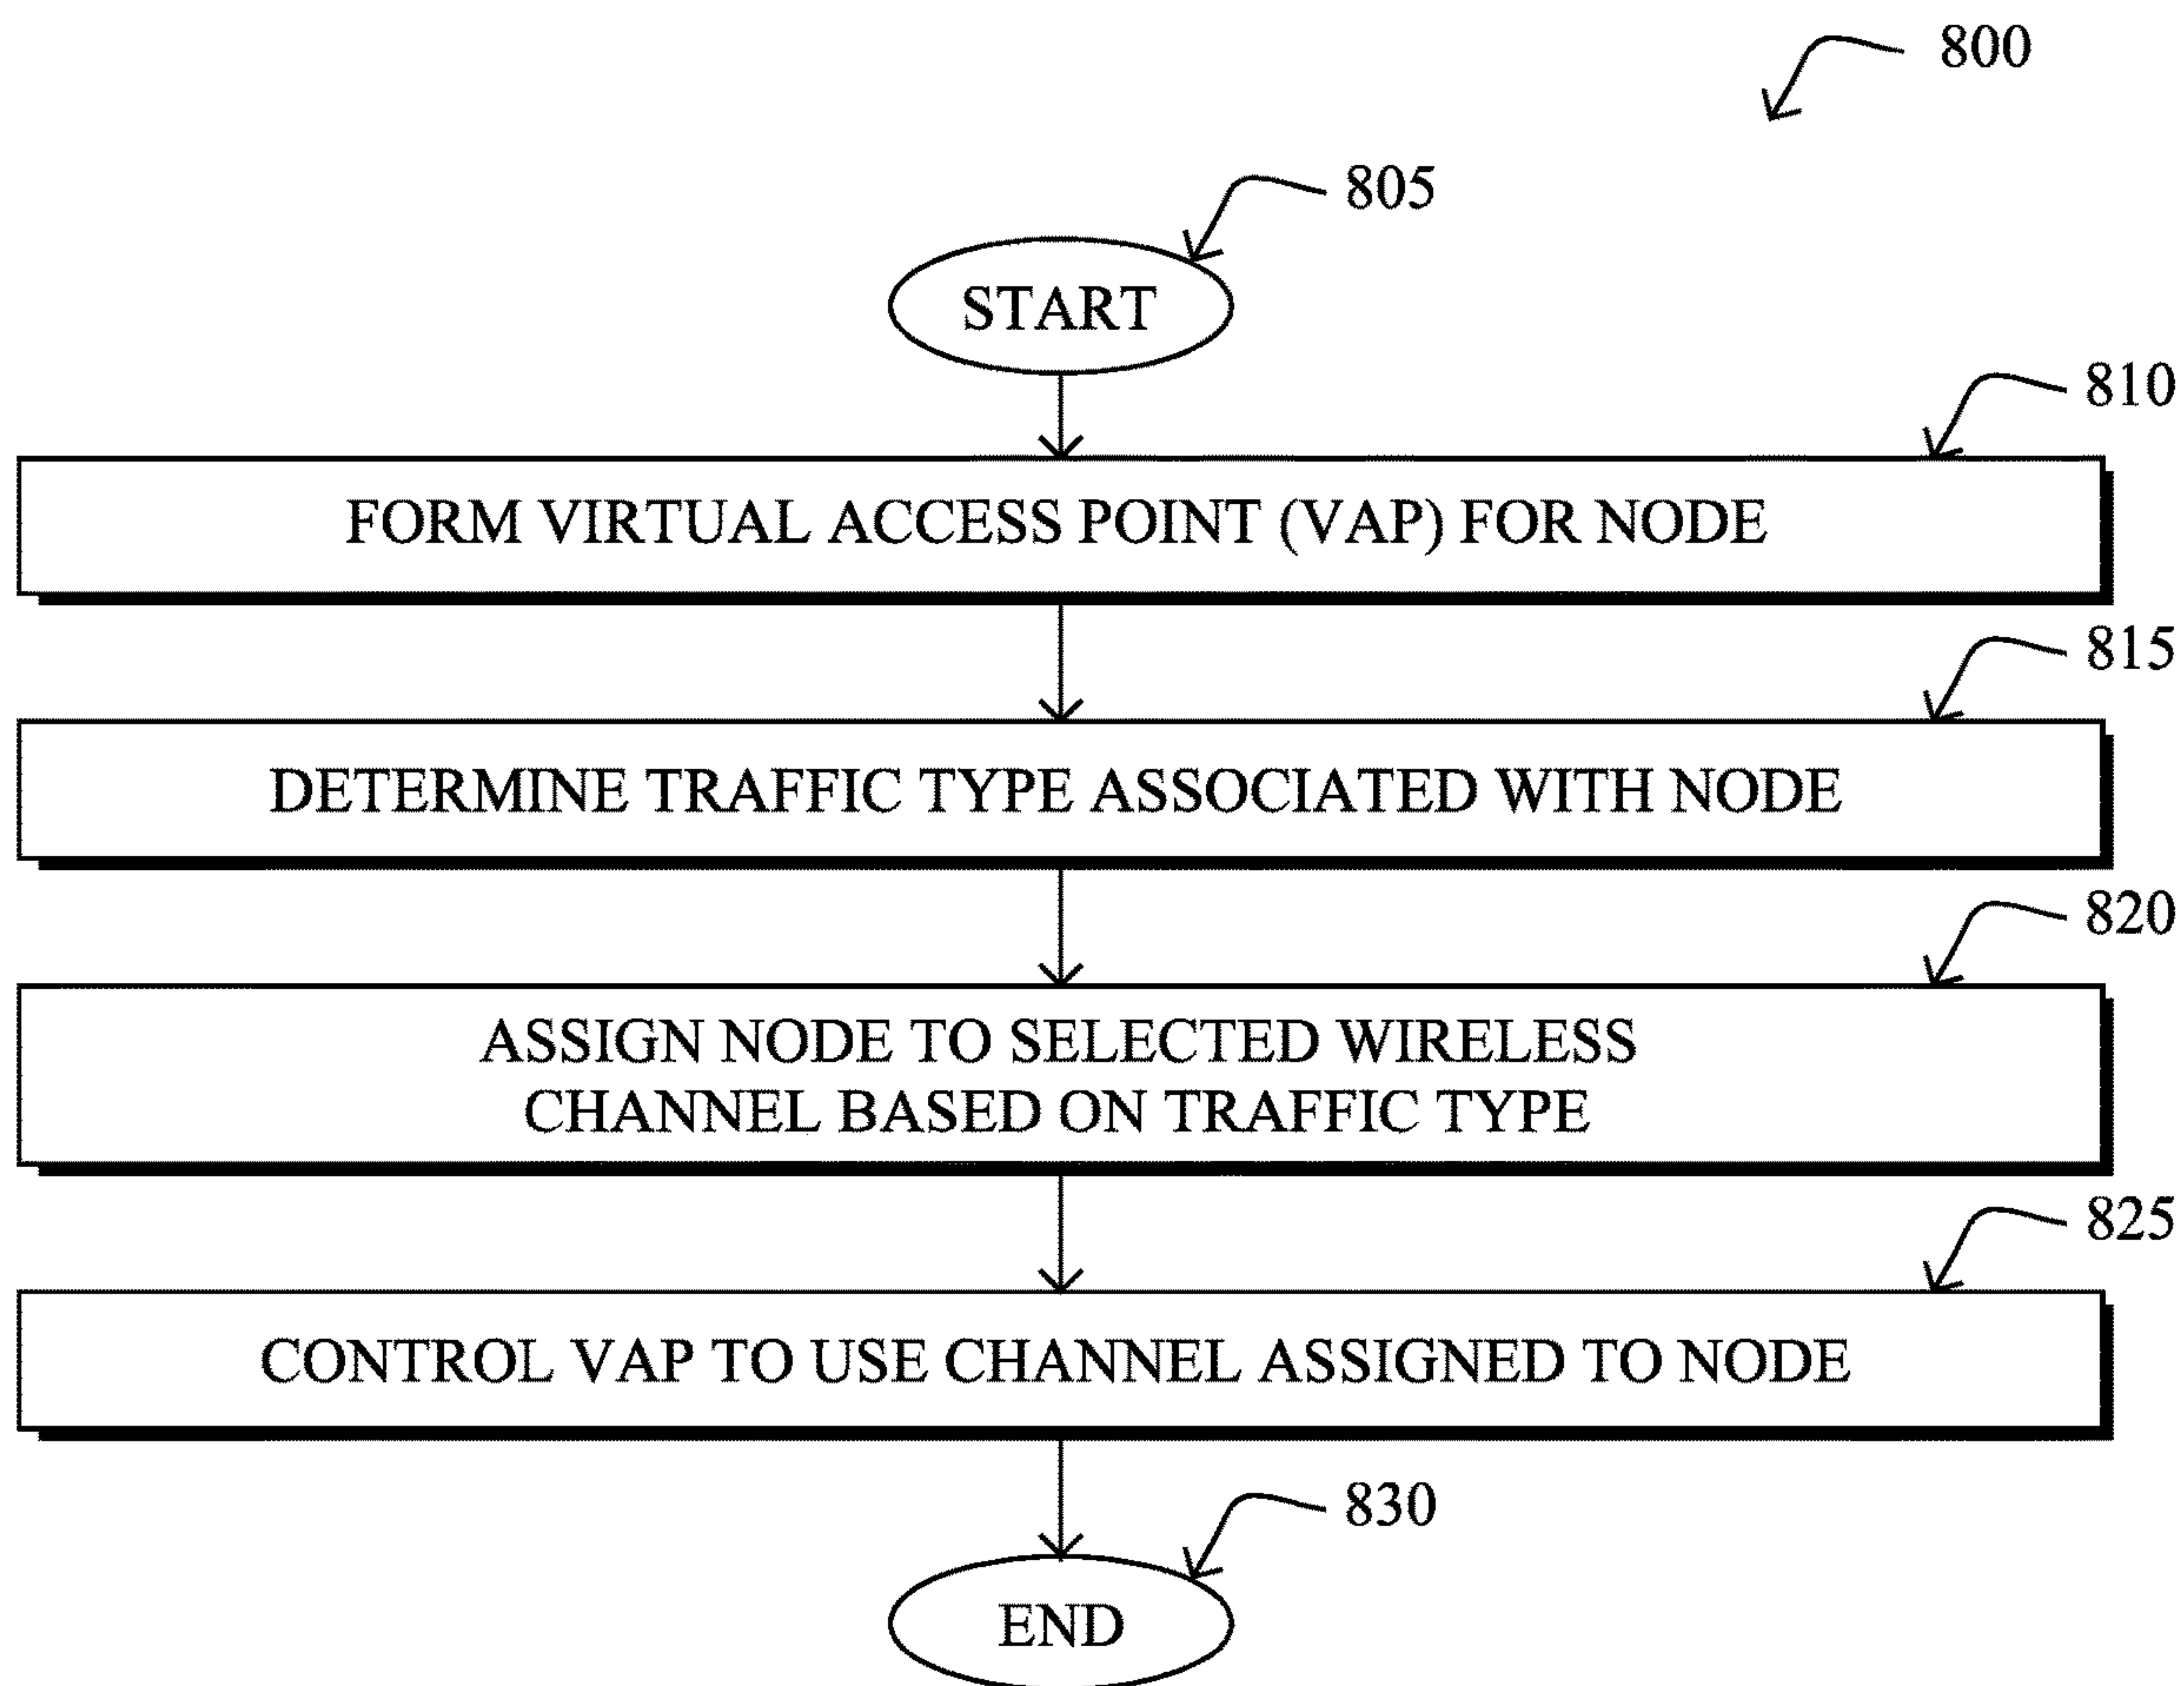 800
805
START
810
FORM VIRTUAL ACCESS POINT (VAP) FOR NODE
815
DETERMINE TRAFFIC TYPE ASSOCIATED WITH NODE
820
ASSIGN NODE TO SELECTED WIRELESS
CHANNEL BASED ON TRAFFIC TYPE
825
CONTROL VAP TO USE CHANNEL ASSIGNED TO NODE
830
END